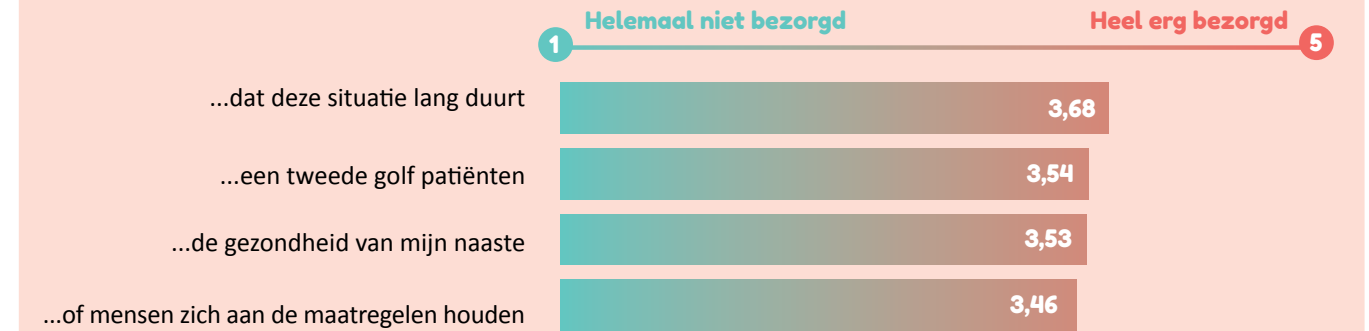 Helemaal niet bezorgd
Heel erg bezorgd
1
5
...dat deze situatie lang duurt
3,68
...een tweede golf patiënten
3,54
...de gezondheid van mijn naaste
3,53
...of mensen zich aan de maatregelen houden
3,46